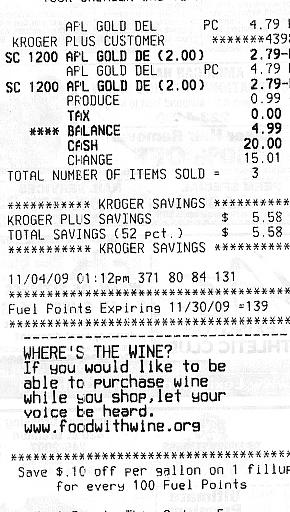 APL GOLD DEL PC 4.79
KROGER PLUS CUSTOMER *******4398
SC 1200 APL GOLD DE (2.00) 2.79-
APL GOLD DEL PC 4.79
SC 1200 APL GOLD DE (2.00) 2.79-
PRODUCE 0.99
TAX 0.00
**** BALANCE 4.99
CASH 20.00
CHANGE 15.01
TOTAL NUMBER OF ITEMS SOLD = 3
*********** KROGER SAVINGS ***********
KROGER PLUS SAVINGS $ 5.58
TOTAL SAVINGS (52 pct.) $ 5.58
*********** KROGER SAVINGS ***********
11/04/09 01:12pm 371 80 84 131
Fuel Points Expiring 11/30/09 =139
WHERE'S THE WINE?
If you would like to be
able to purchase wine
while you shop,let your
voice be heard.
www.foodwithwine.org
Save $.10 off per gallon on 1 fillup
for every 100 Fuel Points